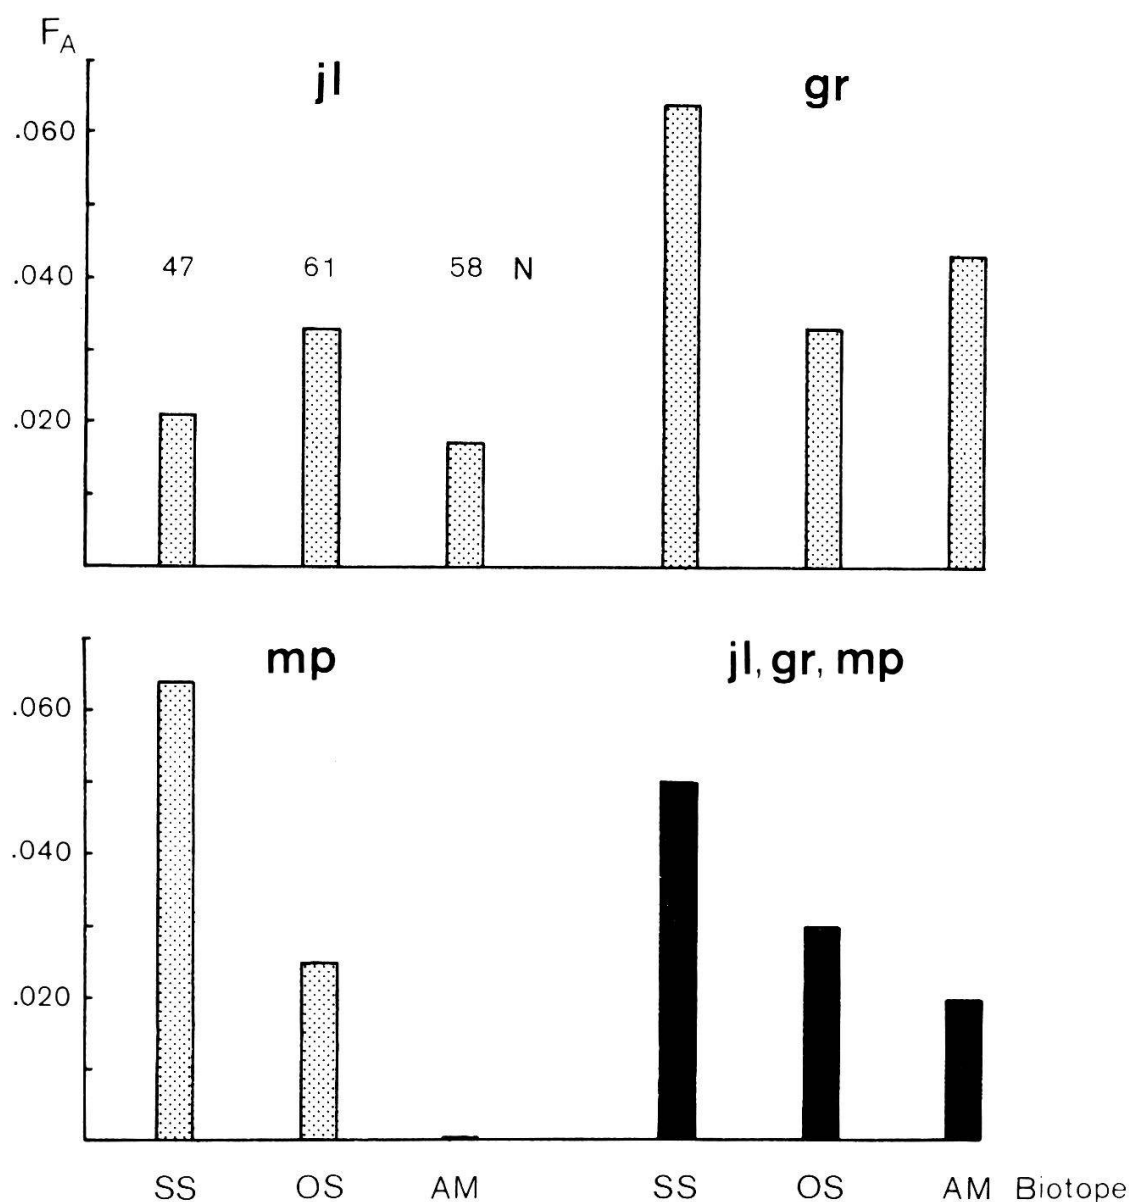 F_A
jl gr
.060
47 61 58 N
.040
.020
mp jl, gr, mp
.060
.040
.020
SS OS AM SS OS AM Biotope